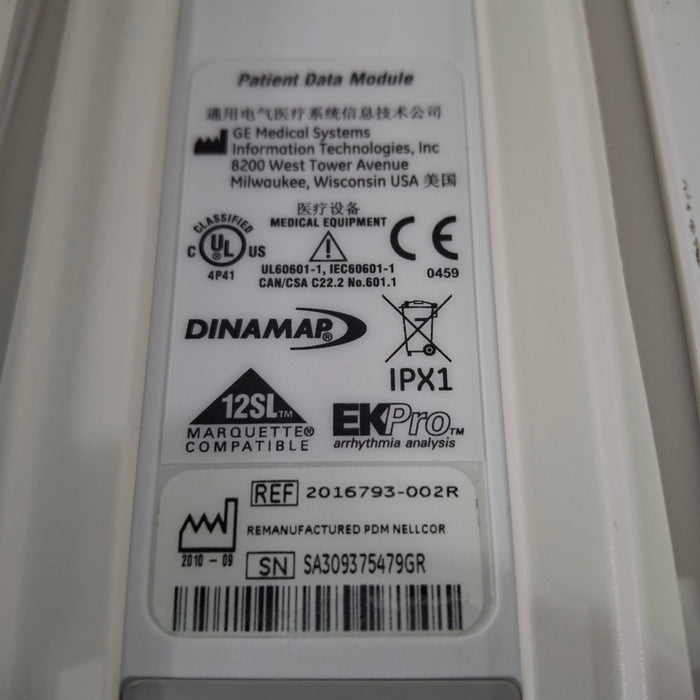 Patient Data Module
通用电气医疗系统信息技术公司
GE Medical Systems
Information Technologies, Inc
8200 West Tower Avenue
Milwaukee, Wisconsin USA 美国
医疗设备
MEDICAL EQUIPMENT
CLASSIFIED
C UL® US
4P41
UL60601-1, IEC60601-1
CAN/CSA C22.2 No.601.1
CE
0459
DINAMAP®
IPX1
12SL™
MARQUETTE®
COMPATIBLE
EKPro™
arrhythmia analysis
REF 2016793-002R
REMANUFACTURED PDM NELLCOR
2010-09
SN SA309375479GR